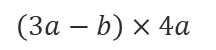 (3a − b) × 4a